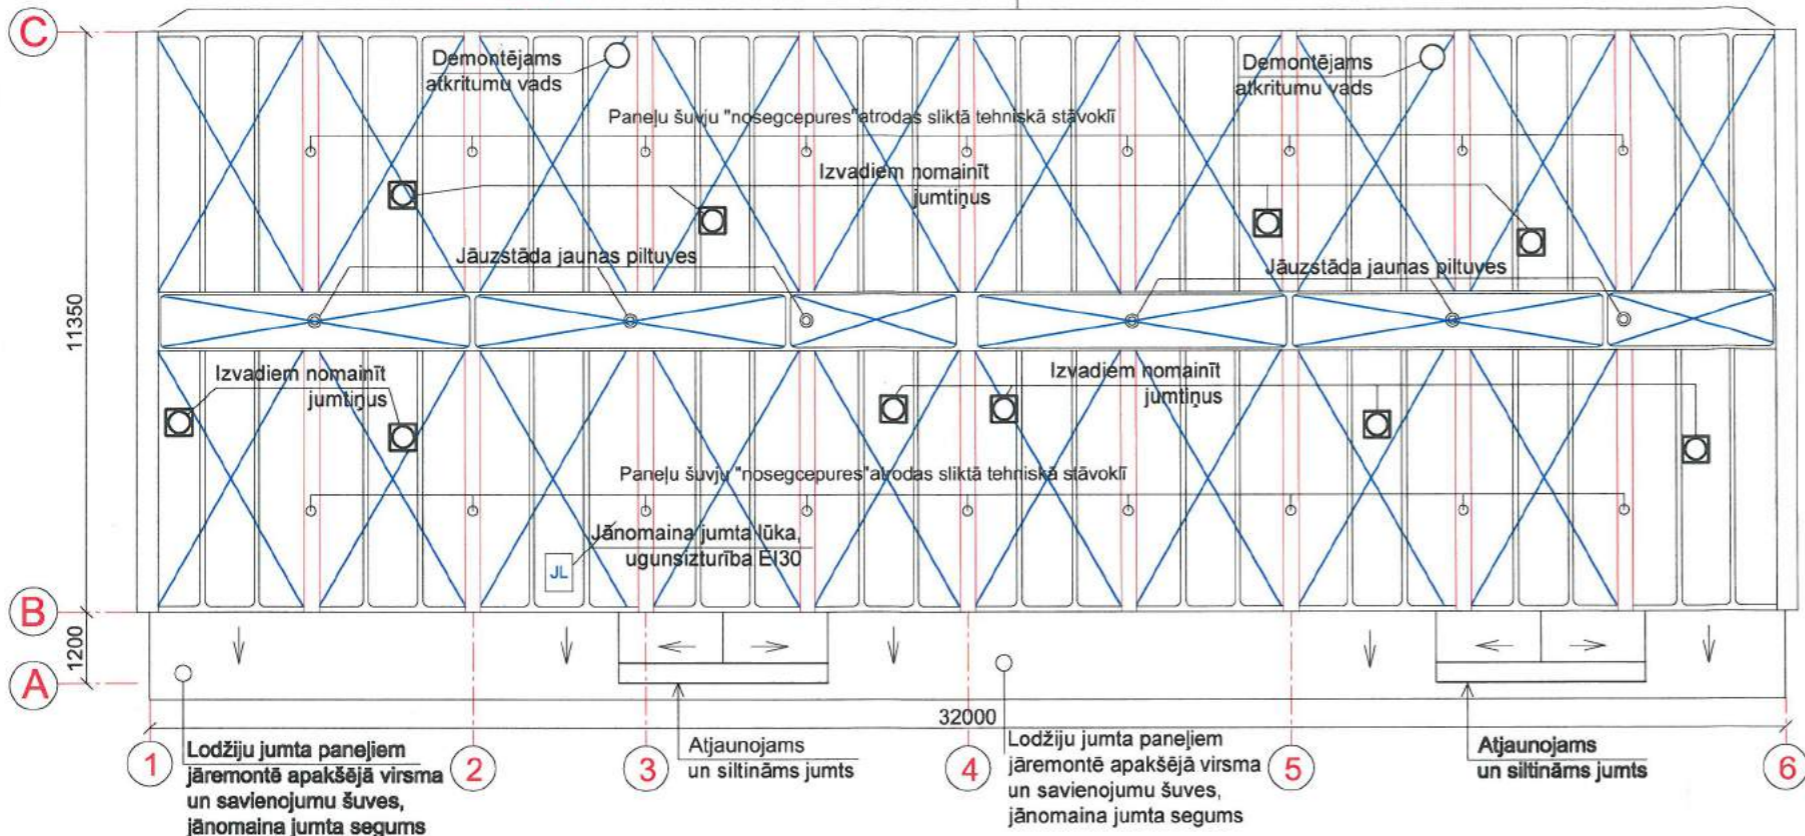 C
Demontējams
atkritumu vads
Demontējams
atkritumu vads
Paneļu šuvju "nosegcepures"atrodas sliktā tehniskā stāvoklī
Izvadiem nomainīt
jumtiņus
Jāuzstāda jaunas piltuves
Jāuzstāda jaunas piltuves
11350
Izvadiem nomainīt
jumtiņus
Izvadiem nomainīt
jumtiņus
Paneļu šuvju "nosegcepures"atrodas sliktā tehniskā stāvoklī
Jānomaina jumta lūka,
ugunsizturība EI30
JL
B
1200
A
32000
1
2
3
4
5
6
Lodžiju jumta paneļiem
jāremontē apakšējā virsma
un savienojumu šuves,
jānomaina jumta segums
Atjaunojams
un siltināms jumts
Lodžiju jumta paneļiem
jāremontē apakšējā virsma
un savienojumu šuves,
jānomaina jumta segums
Atjaunojams
un siltināms jumts